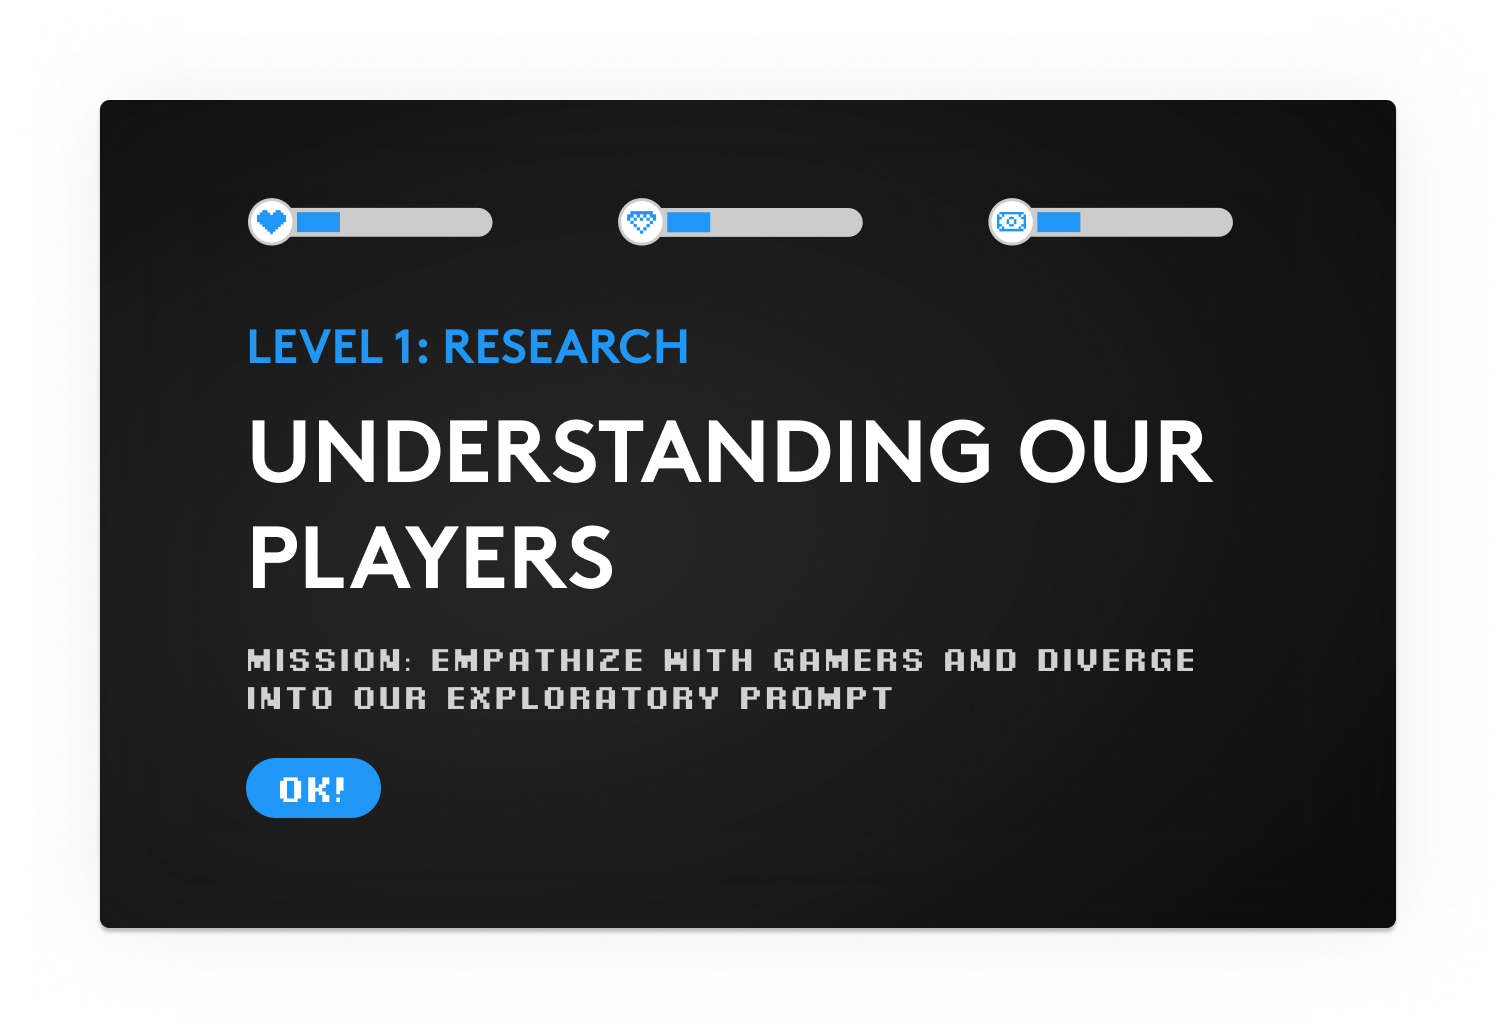 LEVEL 1: RESEARCH
UNDERSTANDING OUR
PLAYERS
MISSION: EMPATHIZE WITH GAMERS AND DIVERGE
INTO OUR EXPLORATORY PROMPT
OK!